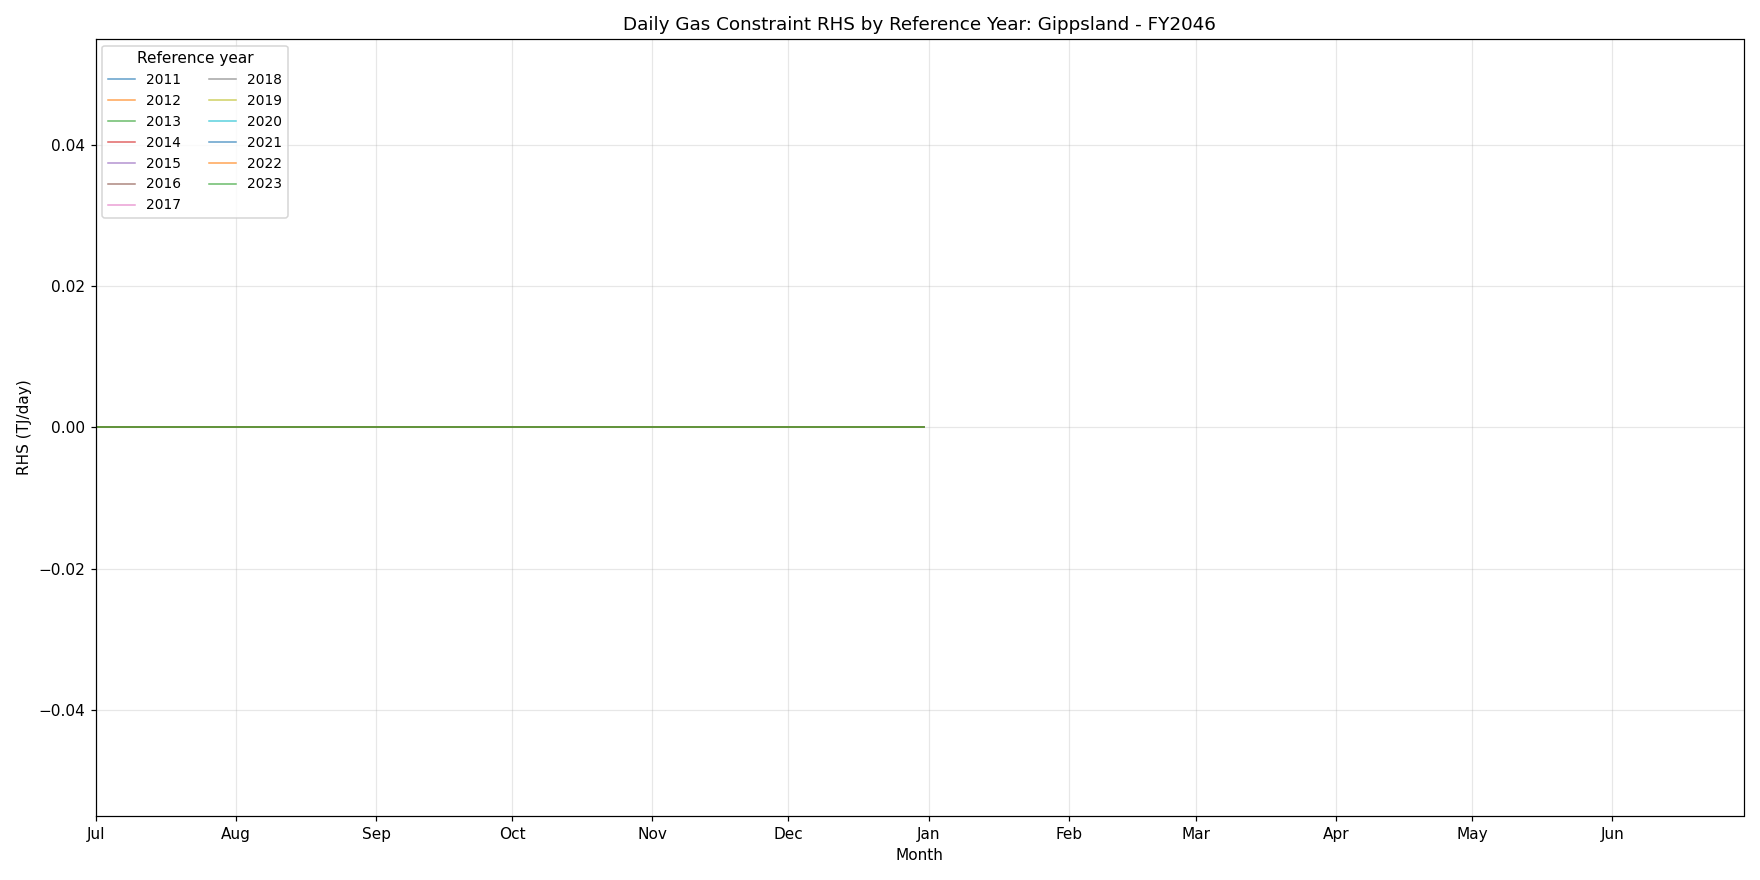 Daily Gas Constraint RHS by Reference Year: Gippsland - FY2046
Reference year
2011 2018
2012 2019
2013 2020
2014 2021
2015 2022
2016 2023
2017
0.04
0.02
0.00
−0.02
−0.04
RHS (TJ/day)
Jul Aug Sep Oct Nov Dec Jan Feb Mar Apr May Jun
Month